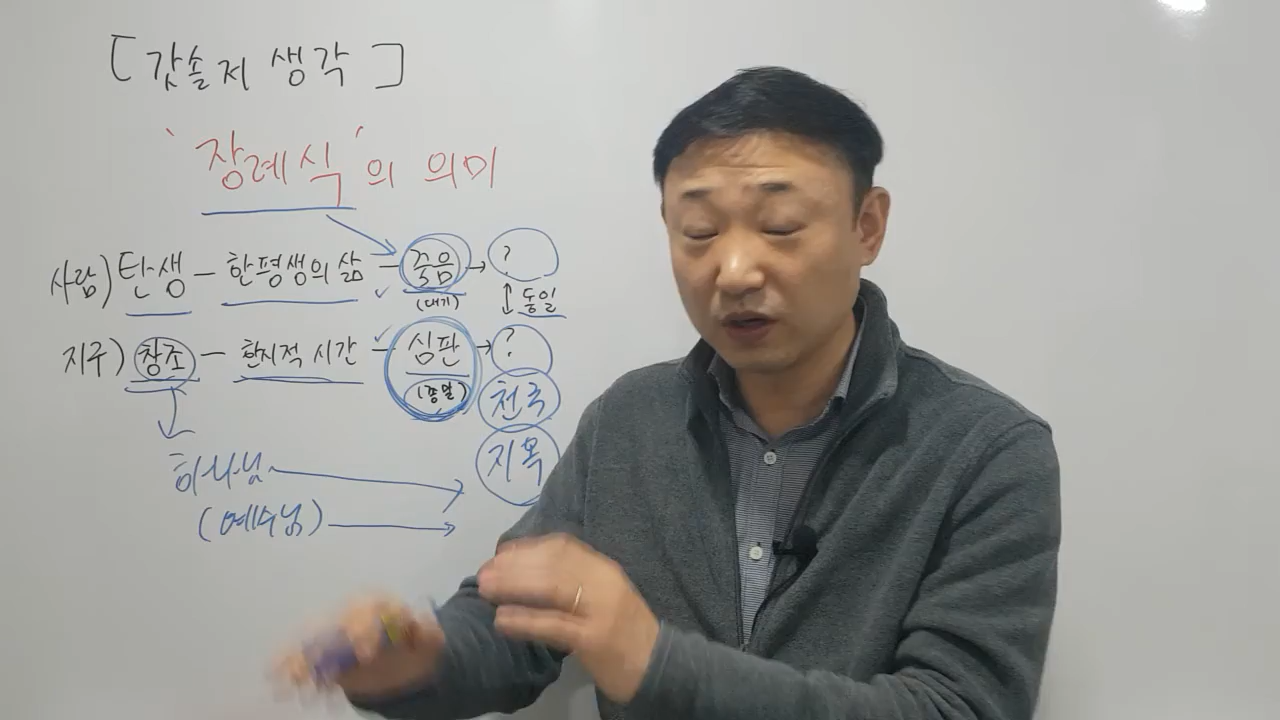 [갓솔저 생각]
'장례식'의 의미
사람) 탄생 - 한평생의 삶 - 죽음 → ?
(대기)
동일
지구) 창조 - 한시적 시간 - 심판 → ?
(종말)
천국
지옥
하나님
(예수님)